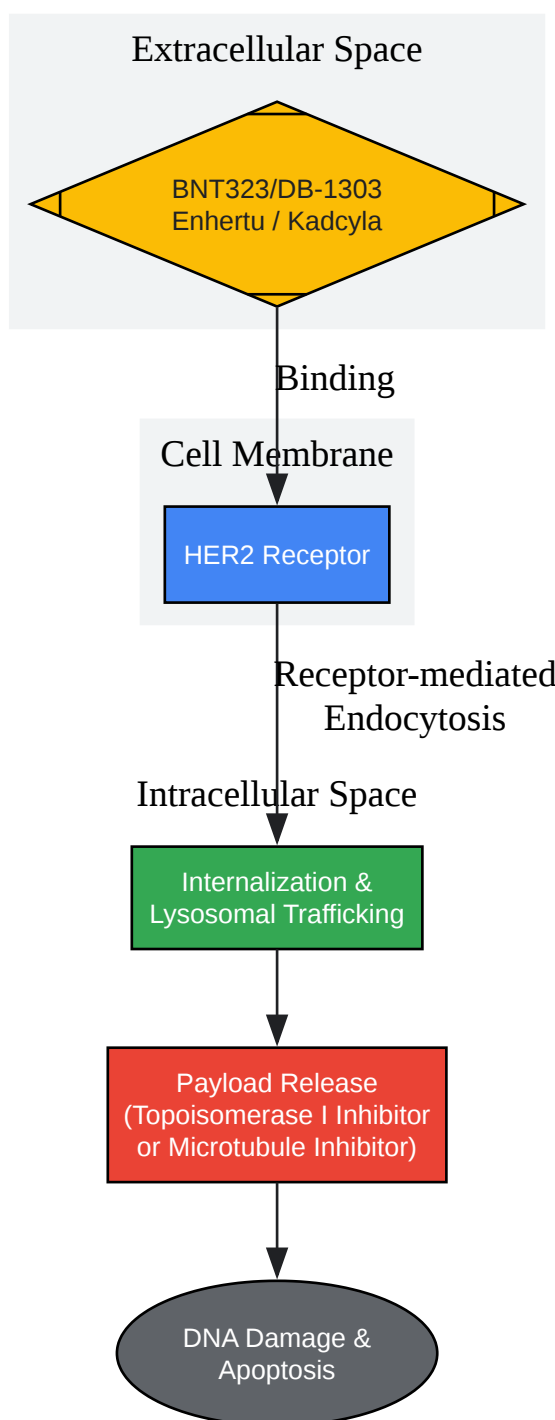 Extracellular Space
BNT323/DB-1303
Enhertu / Kadcyla
Binding
Cell Membrane
HER2 Receptor
Receptor-mediated
Endocytosis
Intracellular Space
Internalization &
Lysosomal Trafficking
Payload Release
(Topoisomerase I Inhibitor
or Microtubule Inhibitor)
DNA Damage &
Apoptosis